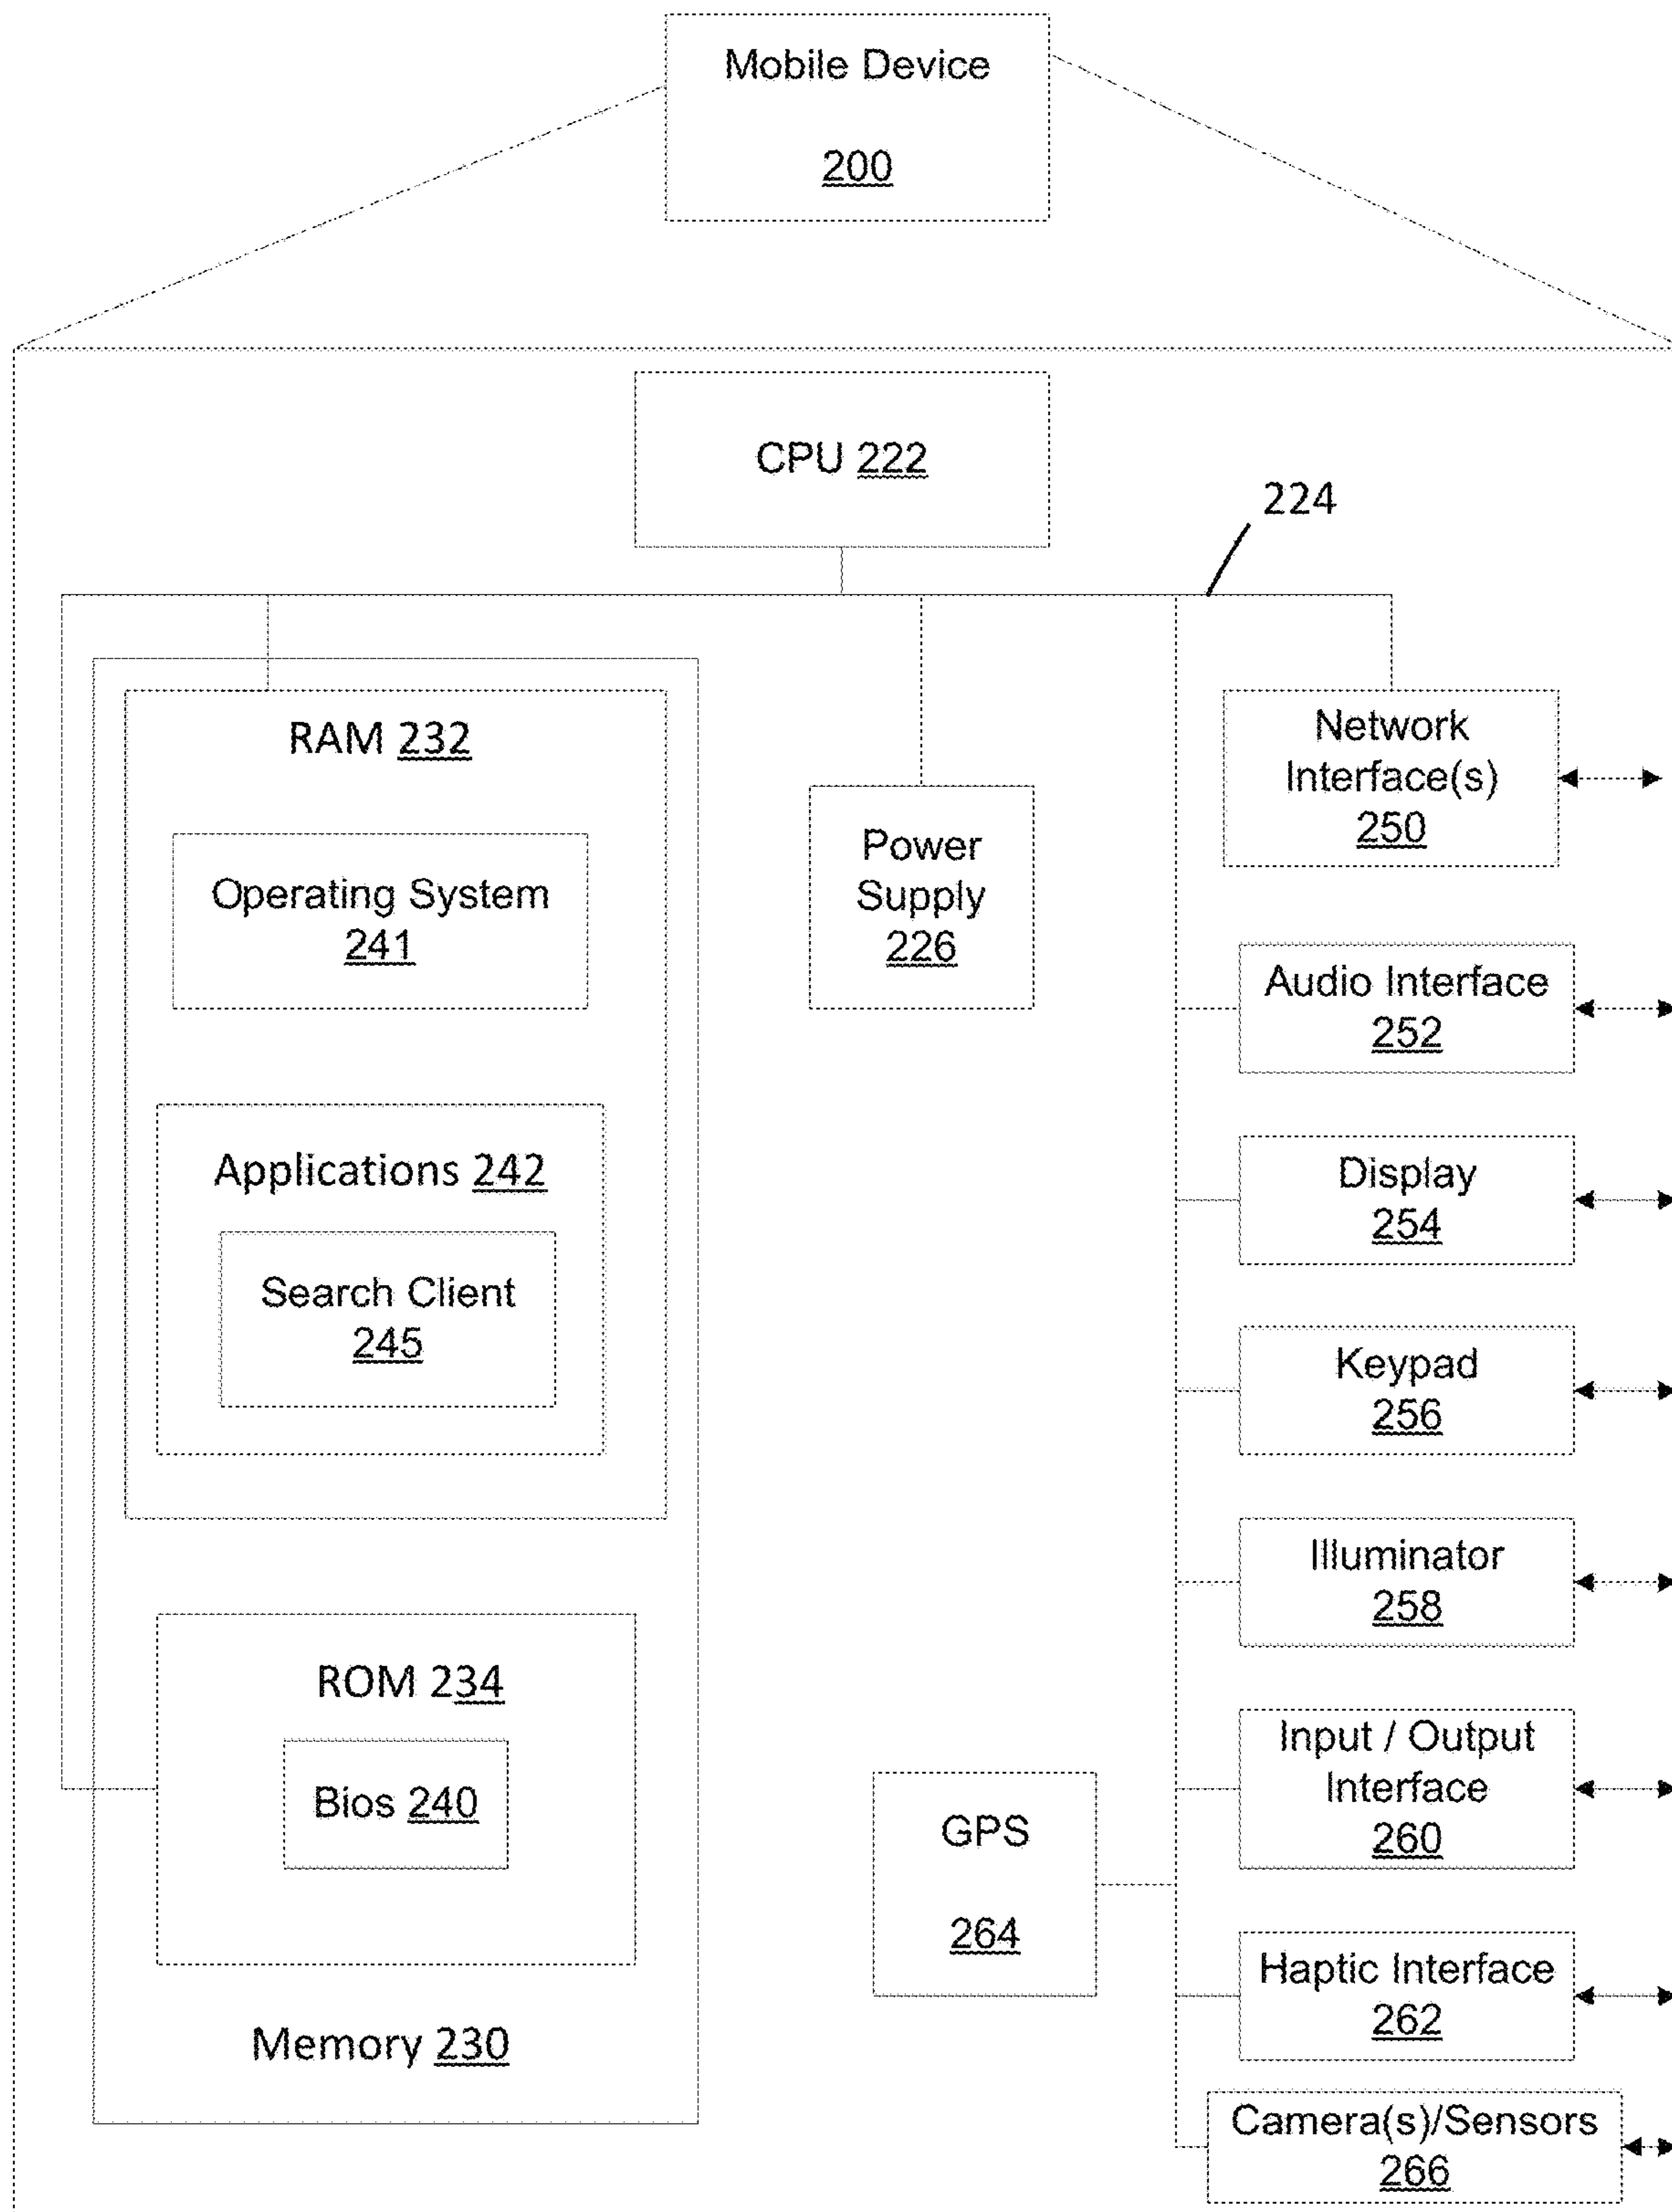 Mobile Device
200
CPU 222
224
RAM 232
Operating System
241
Applications 242
Search Client
245
ROM 234
Bios 240
Memory 230
Power
Supply
226
GPS
264
Network
Interface(s)
250
Audio Interface
252
Display
254
Keypad
256
Illuminator
258
Input / Output
Interface
260
Haptic Interface
262
Camera(s)/Sensors
266